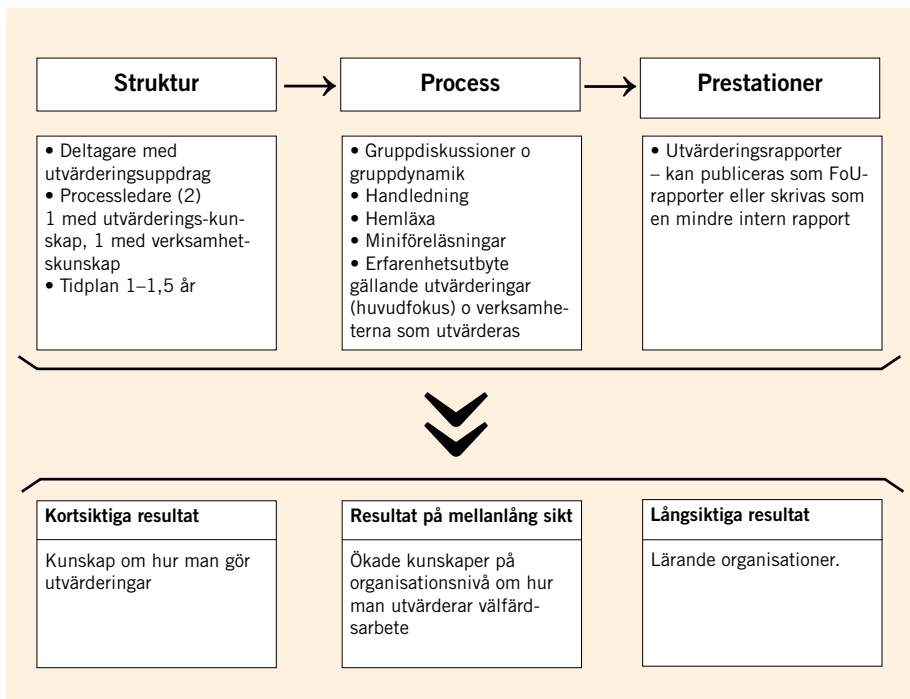 Struktur
Process
Prestationer
• Deltagare med
utvärderingsuppdrag
• Processledare (2)
1 med utvärderings-kun-
skap, 1 med verksamhet-
skunskap
• Tidplan 1–1,5 år
• Gruppdiskussioner o
gruppdynamik
• Handledning
• Hemläxa
• Miniföreläsningar
• Erfarenhetsutbyte
gällande utvärderingar
(huvudfokus) o verksamhe-
terna som utvärderas
• Utvärderingsrapporter
– kan publiceras som FoU-
rapporter eller skrivas som
en mindre intern rapport
Kortsiktiga resultat
Kunskap om hur man gör
utvärderingar
Resultat på mellanlång sikt
Ökade kunskaper på
organisationsnivå om hur
man utvärderar välfärd-
sarbete
Långsiktiga resultat
Lärande organisationer.